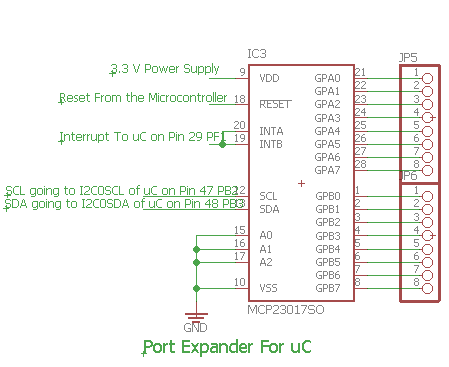 IC3
JP5
3.3 V Power Supply
9 VDD GPA0 21 1
GPA1 22 2
Reset From the Microcontroller 18 RESET GPA2 23 3
GPA3 24 4
20 INTA GPA4 25 5
Interrupt To uC on Pin 29 PF1 19 INTB GPA5 26 6
GPA6 27 7
GPA7 28 8
JP6
SCL going to I2C0SCL of uC on Pin 47 PB2 12 SCL GPB0 1 1
SDA going to I2C0SDA of uC on Pin 48 PB3 13 SDA GPB1 2 2
GPB2 3 3
15 A0 GPB3 4 4
16 A1 GPB4 5 5
17 A2 GPB5 6 6
GPB6 7 7
10 VSS GPB7 8 8
MCP23017SO
GND
Port Expander For uC